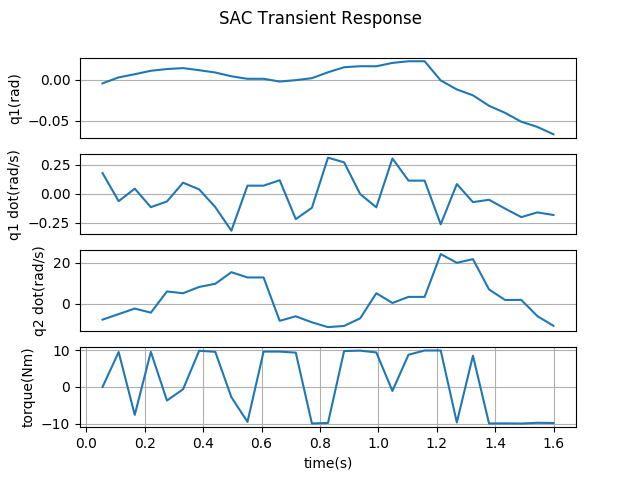 SAC Transient Response
q1(rad)
0.00
−0.05
q1 dot(rad/s)
0.25
0.00
−0.25
q2 dot(rad/s)
20
0
torque(Nm)
10
0
−10
0.0 0.2 0.4 0.6 0.8 1.0 1.2 1.4 1.6
time(s)